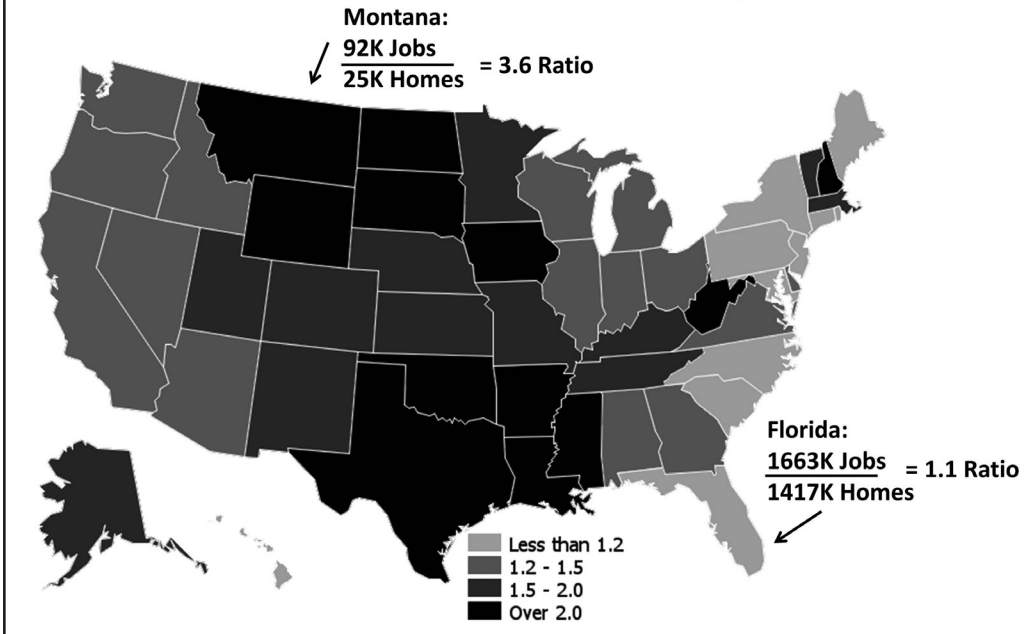 Montana:
92K Jobs
25K Homes
= 3.6 Ratio
Florida:
1663K Jobs
1417K Homes
= 1.1 Ratio
Less than 1.2
1.2 - 1.5
1.5 - 2.0
Over 2.0